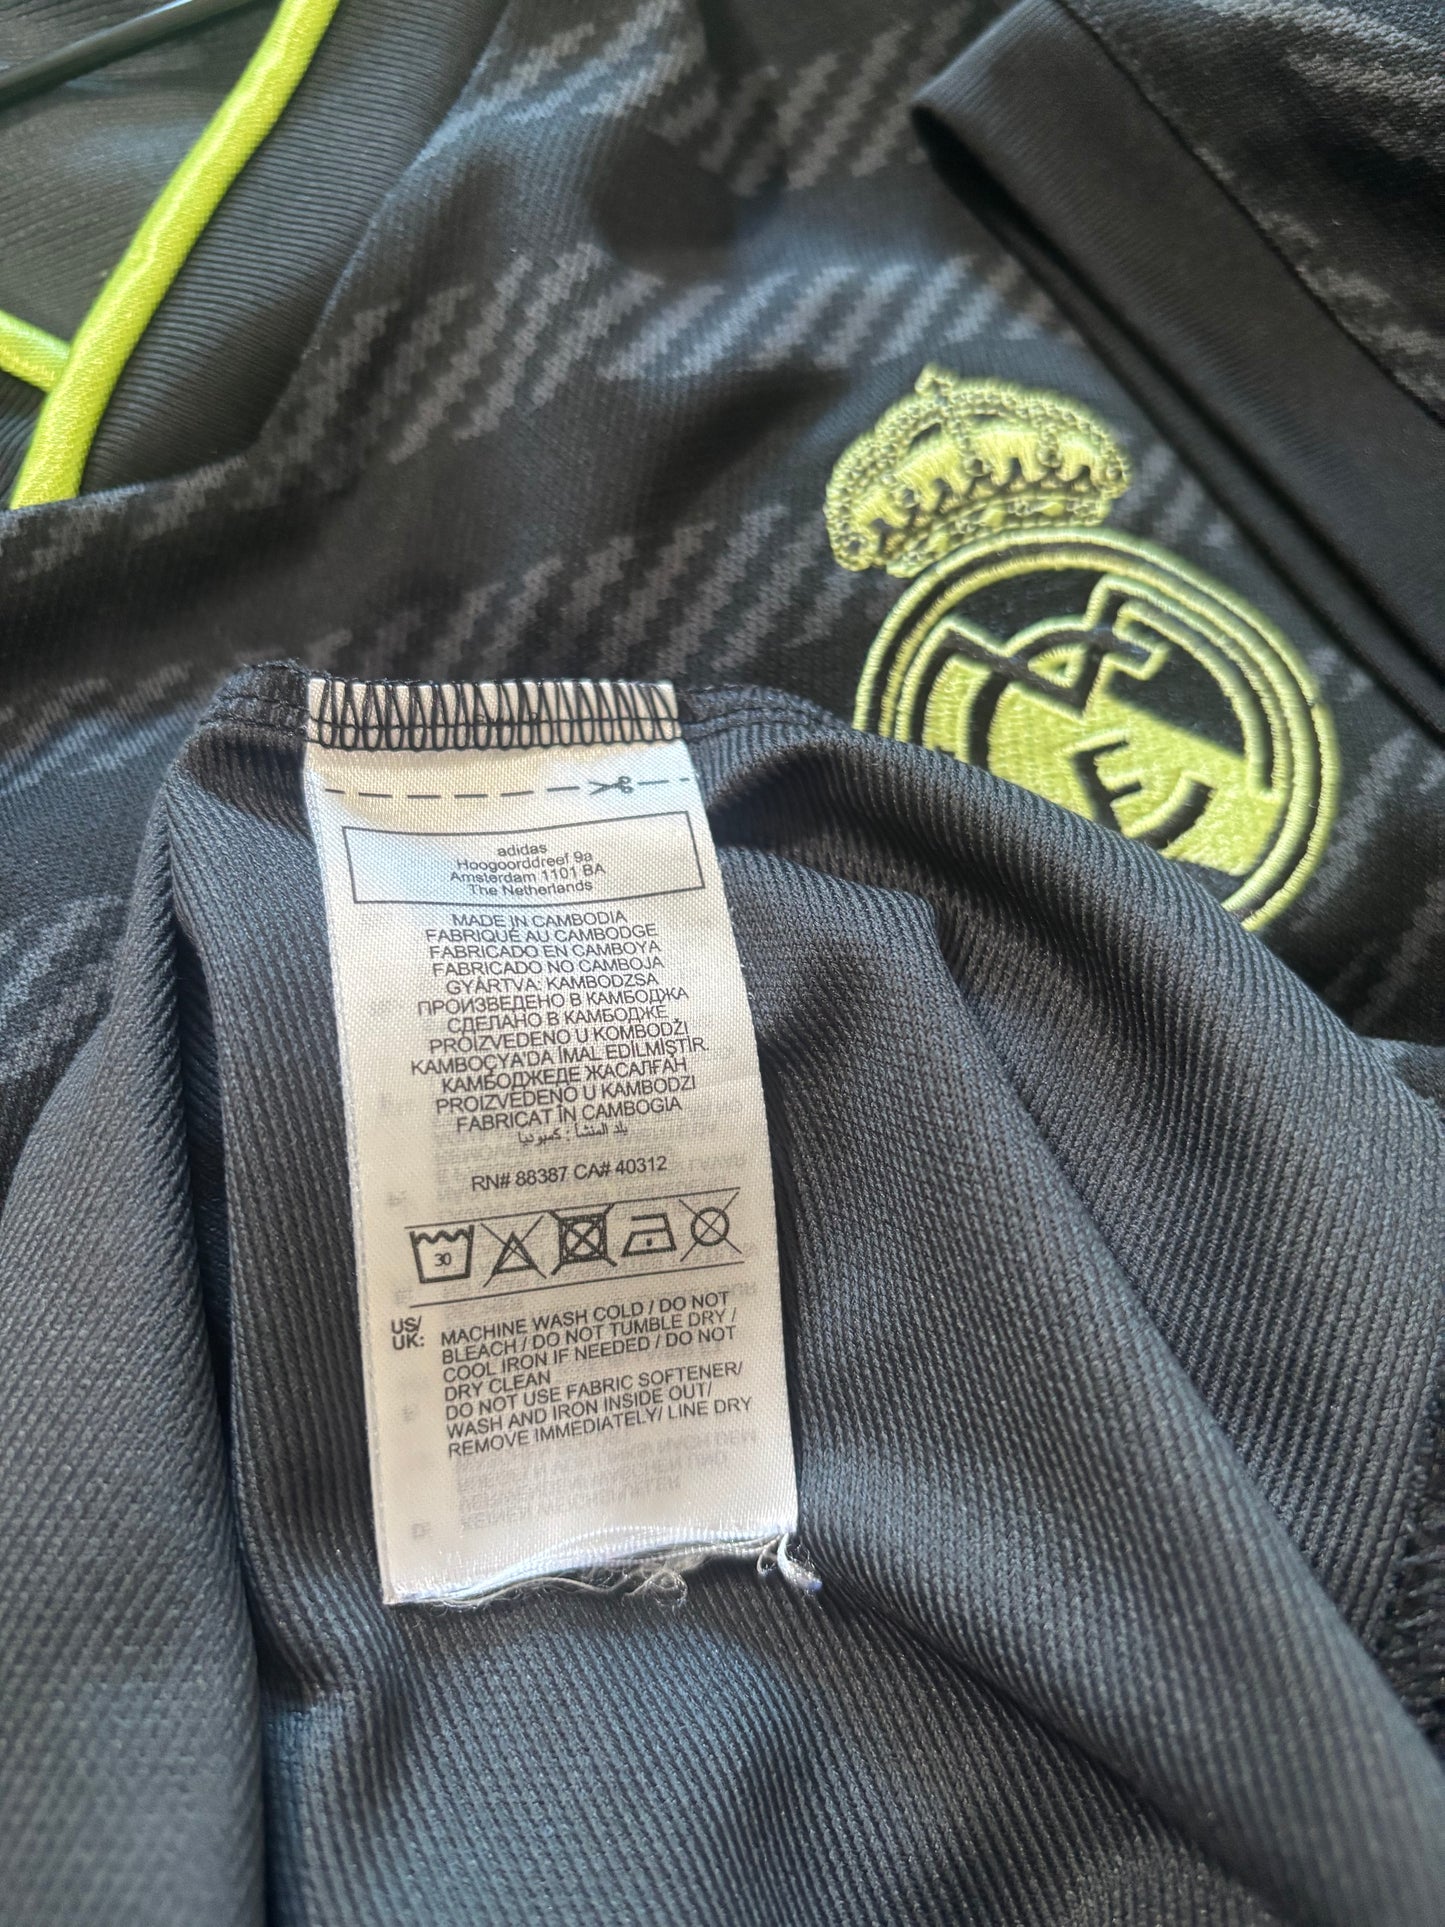 adidas
Hoogoorddreef 9a
Amsterdam 1101 BA
The Netherlands
MADE IN CAMBODIA
FABRIQUÉ AU CAMBODGE
FABRICADO EN CAMBOYA
FABRICADO NO CAMBOJA
GYÁRTVA: KAMBODZSA
ПРОИЗВЕДЕНО В КАМБОДЖА
СДЕЛАНО В КАМБОДЖЕ
PROIZVEDENO U KOMBODŽI
KAMBOÇYA'DA İMAL EDİLMİŞTİR.
КАМБОДЖЕДЕ ЖАСАЛҒАН
PROIZVEDENO U KAMBODZI
FABRICAT ÎN CAMBOGIA
بلد المنشأ : كمبوديا
RN# 88387 CA# 40312
30
US/
UK:
MACHINE WASH COLD / DO NOT
BLEACH / DO NOT TUMBLE DRY /
COOL IRON IF NEEDED / DO NOT
DRY CLEAN
DO NOT USE FABRIC SOFTENER/
WASH AND IRON INSIDE OUT/
REMOVE IMMEDIATELY/ LINE DRY